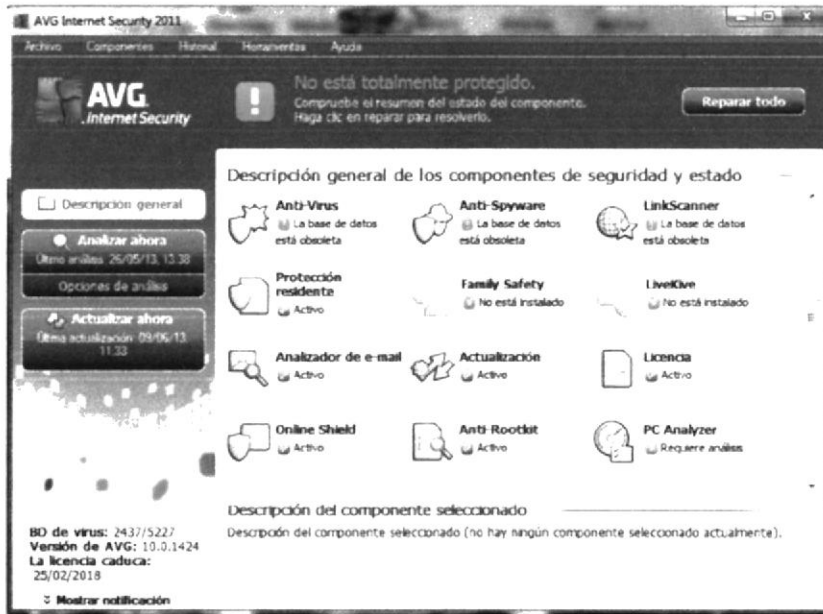 AVG Internet Security 2011
Archivo Componentes Historial Herramientas Ayuda
AVG
Internet Security
No está totalmente protegido.
Compruebe el resumen del estado del componente.
Haga clic en reparar para resolverlo.
Reparar todo
Descripción general
Analizar ahora
Último análisis: 26/05/13, 13:38
Opciones de análisis
Actualizar ahora
Última actualización: 09/06/13,
11:33
Descripción general de los componentes de seguridad y estado
Anti-Virus
La base de datos
está obsoleta
Anti-Spyware
La base de datos
está obsoleta
LinkScanner
La base de datos
está obsoleta
Protección
residente
Activo
Family Safety
No está instalado
LiveKive
No está instalado
Analizador de e-mail
Activo
Actualización
Activo
Licencia
Activo
Online Shield
Activo
Anti-Rootkit
Activo
PC Analyzer
Requiere análisis
Descripción del componente seleccionado
Descripción del componente seleccionado (no hay ningún componente seleccionado actualmente).
BD de virus: 2437/5227
Versión de AVG: 10.0.1424
La licencia caduca:
25/02/2018
Mostrar notificación